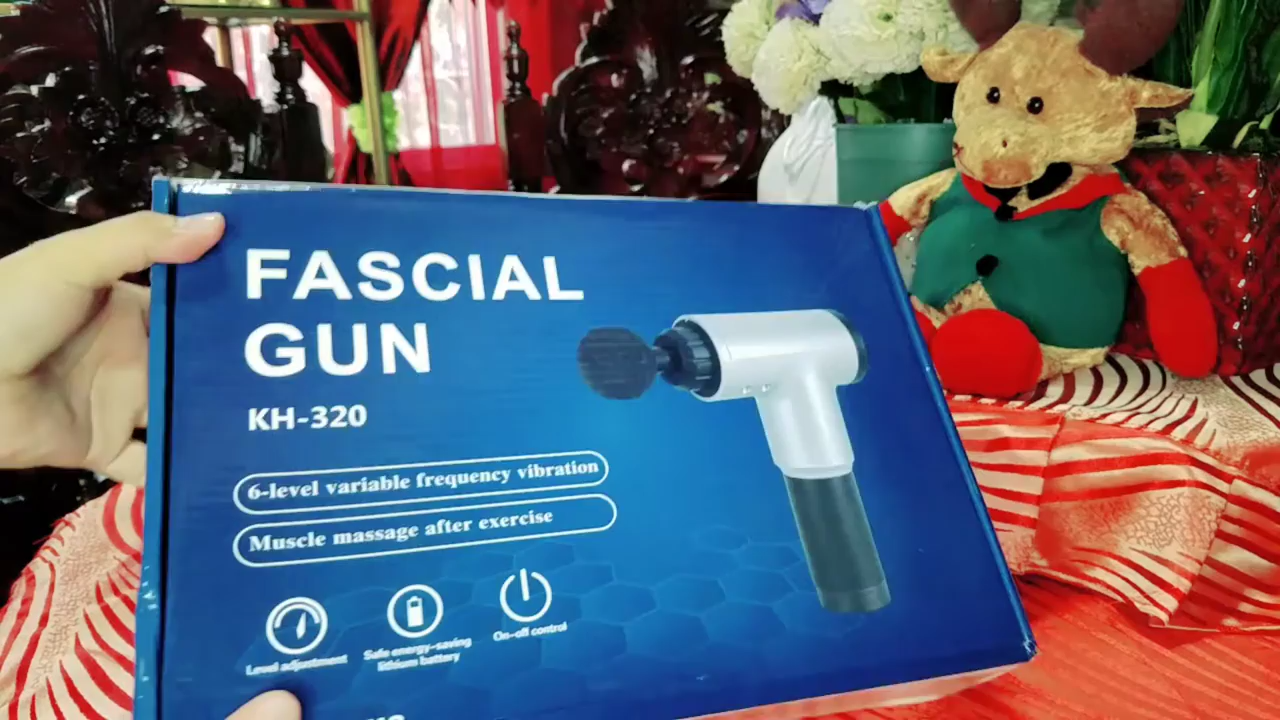 FASCIAL
GUN
KH-320
6-level variable frequency vibration
Muscle massage after exercise
Level adjustment
Safe energy-saving
lithium battery
On-off control